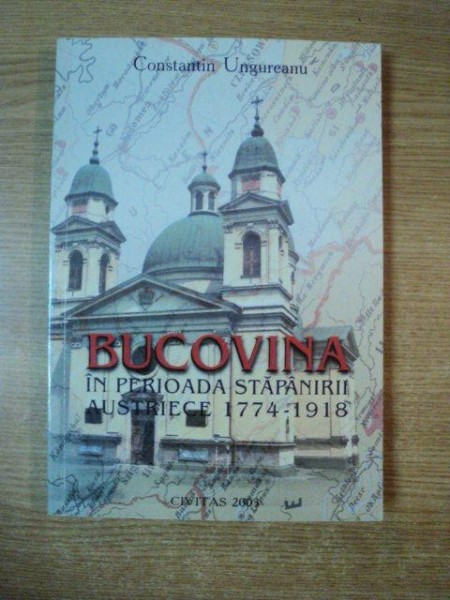 Constantin Ungureanu
BUCOVINA
ÎN PERIOADA STĂPÂNIRII
AUSTRIECE 1774-1918
CIVITAS 2003